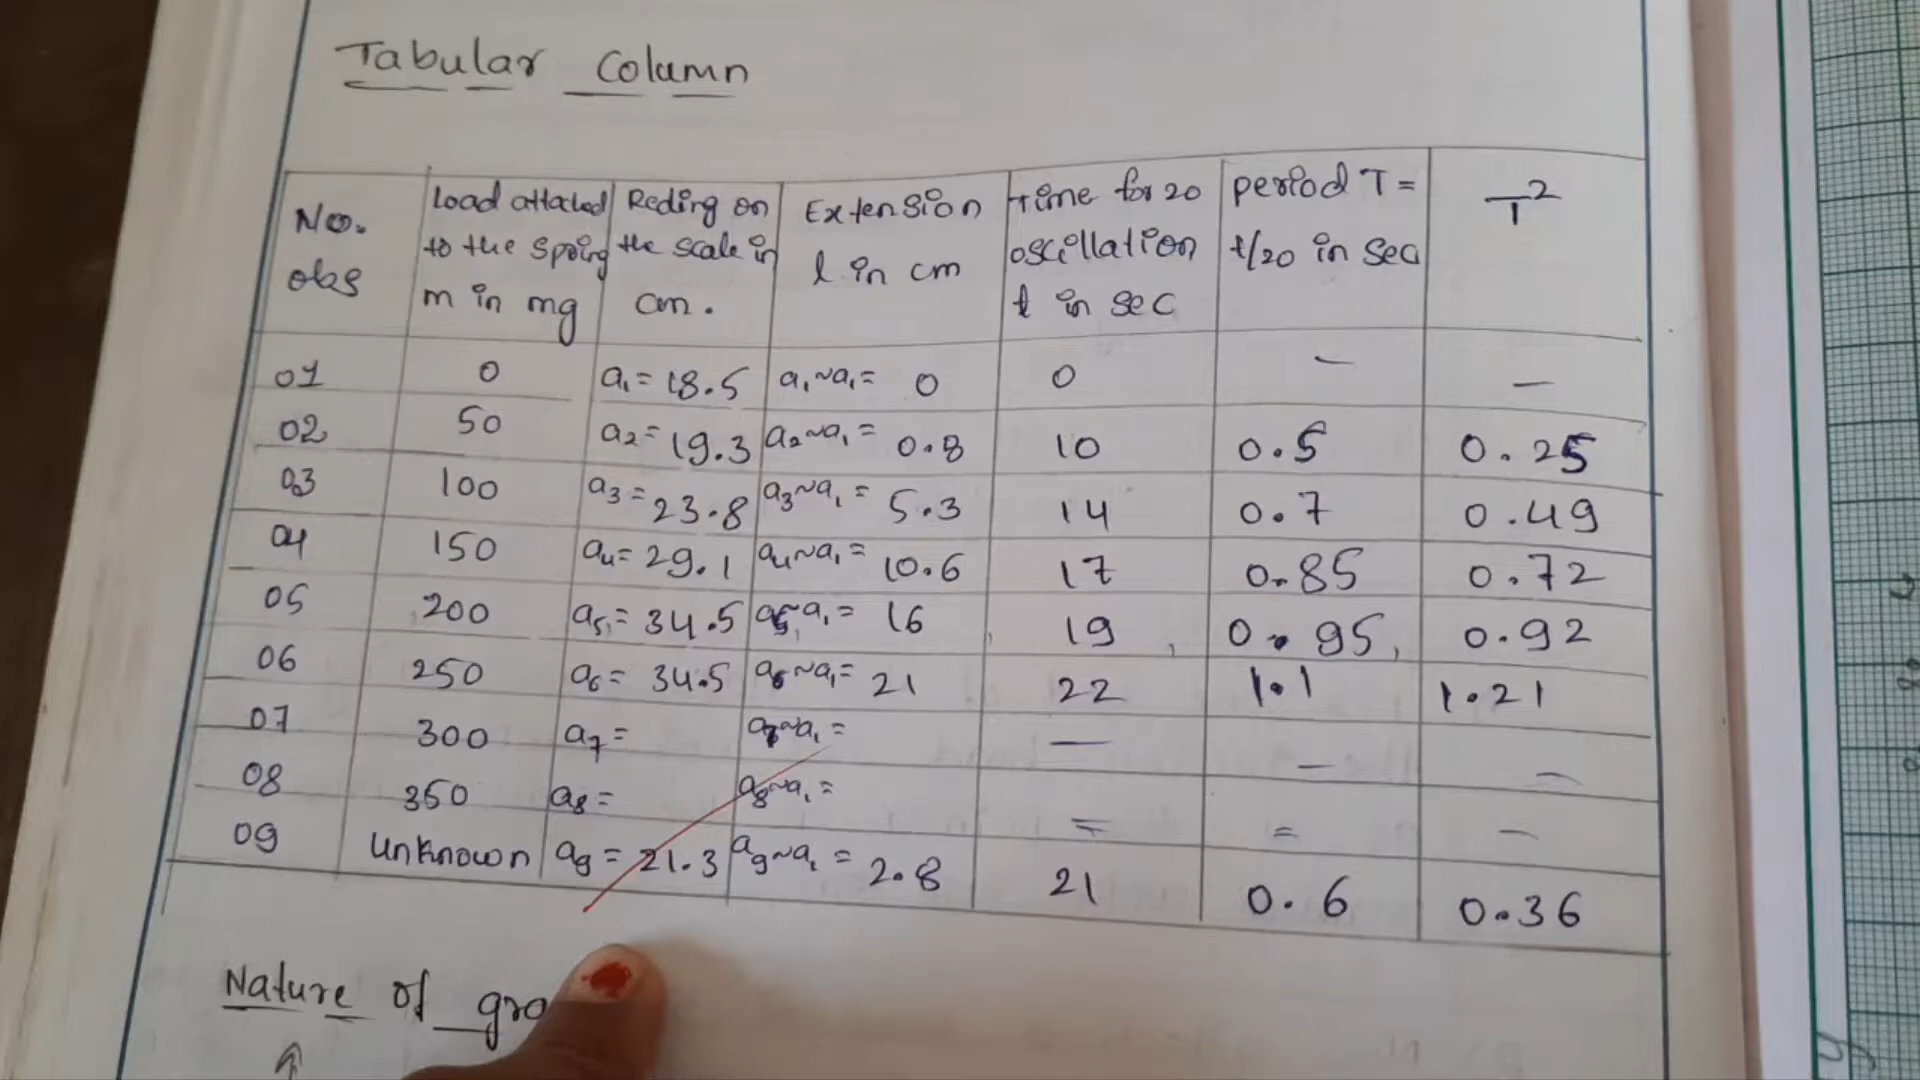 Tabular Column
No. obs | Load attached to the spring m in mg | Reding on the scale in cm. | Extension l in cm | time for 20 oscillation t in sec | period T = t/20 in sec | T²
01 | 0 | a₁ = 18.5 | a₁~a₁ = 0 | 0 | — | —
02 | 50 | a₂ = 19.3 | a₂~a₁ = 0.8 | 10 | 0.5 | 0.25
03 | 100 | a₃ = 23.8 | a₃~a₁ = 5.3 | 14 | 0.7 | 0.49
04 | 150 | a₄ = 29.1 | a₄~a₁ = 10.6 | 17 | 0.85 | 0.72
05 | 200 | a₅ = 34.5 | a₅~a₁ = 16 | 19 | 0.95 | 0.92
06 | 250 | a₆ = 34.5 | a₆~a₁ = 21 | 22 | 1.1 | 1.21
07 | 300 | a₇ = | a₇~a₁ = | — | — | —
08 | 350 | a₈ = | a₈~a₁ = | = | = | —
09 | unknown | a₉ = 21.3 | a₉~a₁ = 2.8 | 21 | 0.6 | 0.36
Nature of